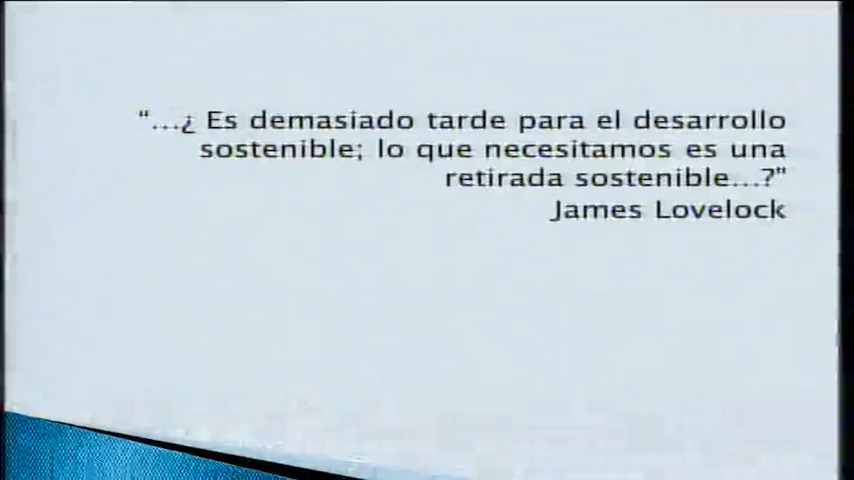 "...¿ Es demasiado tarde para el desarrollo
sostenible; lo que necesitamos es una
retirada sostenible...?"
James Lovelock